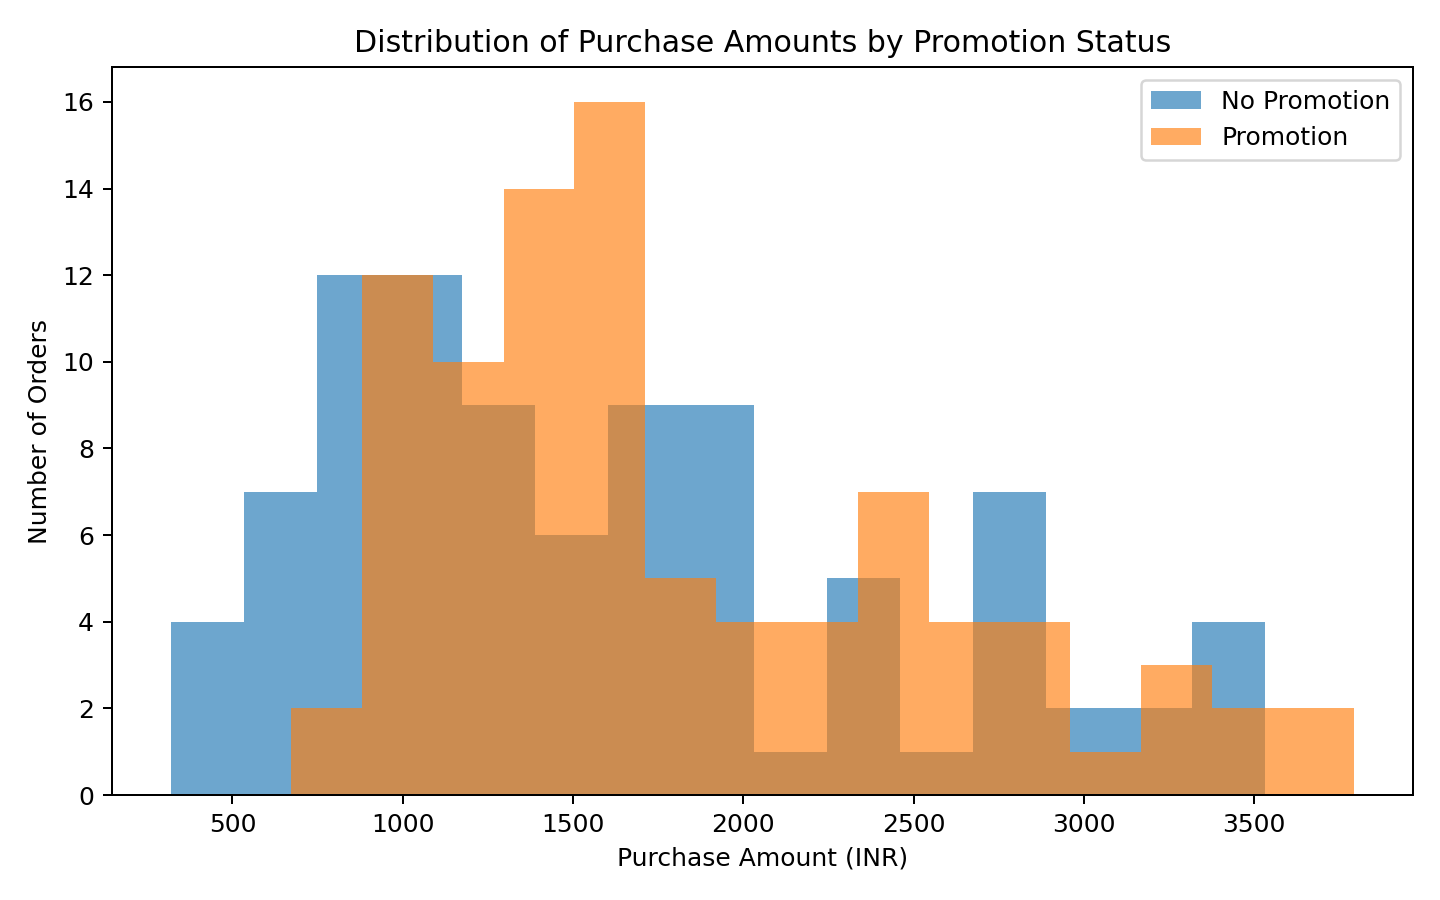 Distribution of Purchase Amounts by Promotion Status
No Promotion
Promotion
16
14
12
10
8
6
4
2
0
Number of Orders
500 1000 1500 2000 2500 3000 3500
Purchase Amount (INR)